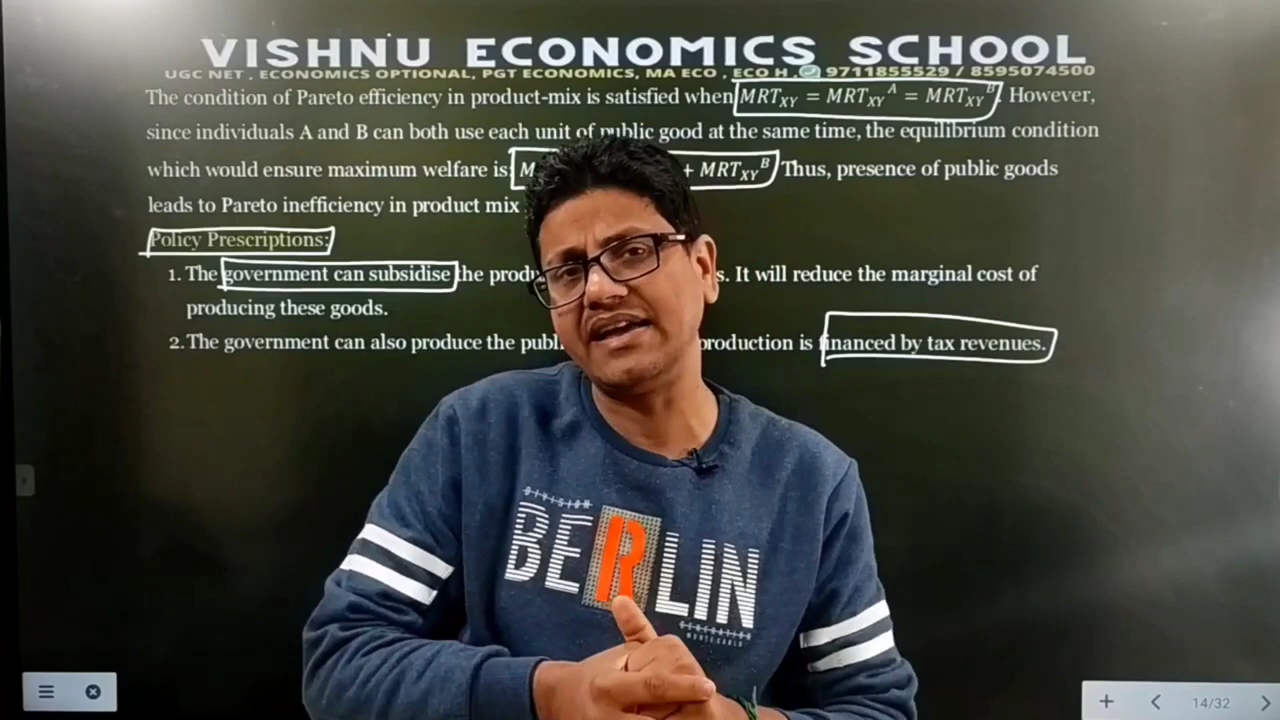 VISHNU ECONOMICS SCHOOL
UGC NET , ECONOMICS OPTIONAL, PGT ECONOMICS, MA ECO , ECO H , 9711855529 / 8595074500
The condition of Pareto efficiency in product-mix is satisfied when MRT_XY = MRT_XY^A = MRT_XY^B. However,
since individuals A and B can both use each unit of public good at the same time, the equilibrium condition
which would ensure maximum welfare is: + MRT_XY^B Thus, presence of public goods
leads to Pareto inefficiency in product mix
Policy Prescriptions:
1. The government can subsidise the s. It will reduce the marginal cost of
producing these goods.
2. The government can also produce the production is financed by tax revenues.
DIVISION
BERLIN
14/32